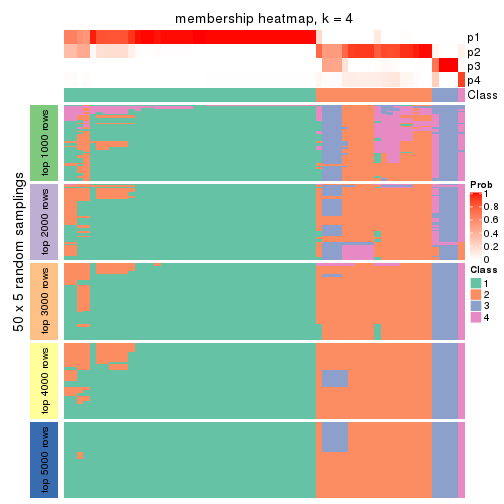 membership heatmap, k = 4
p1
p2
p3
p4
Class
50 x 5 random samplings
top 1000 rows
top 2000 rows
top 3000 rows
top 4000 rows
top 5000 rows
Prob
1
0.8
0.6
0.4
0.2
0
Class
1
2
3
4